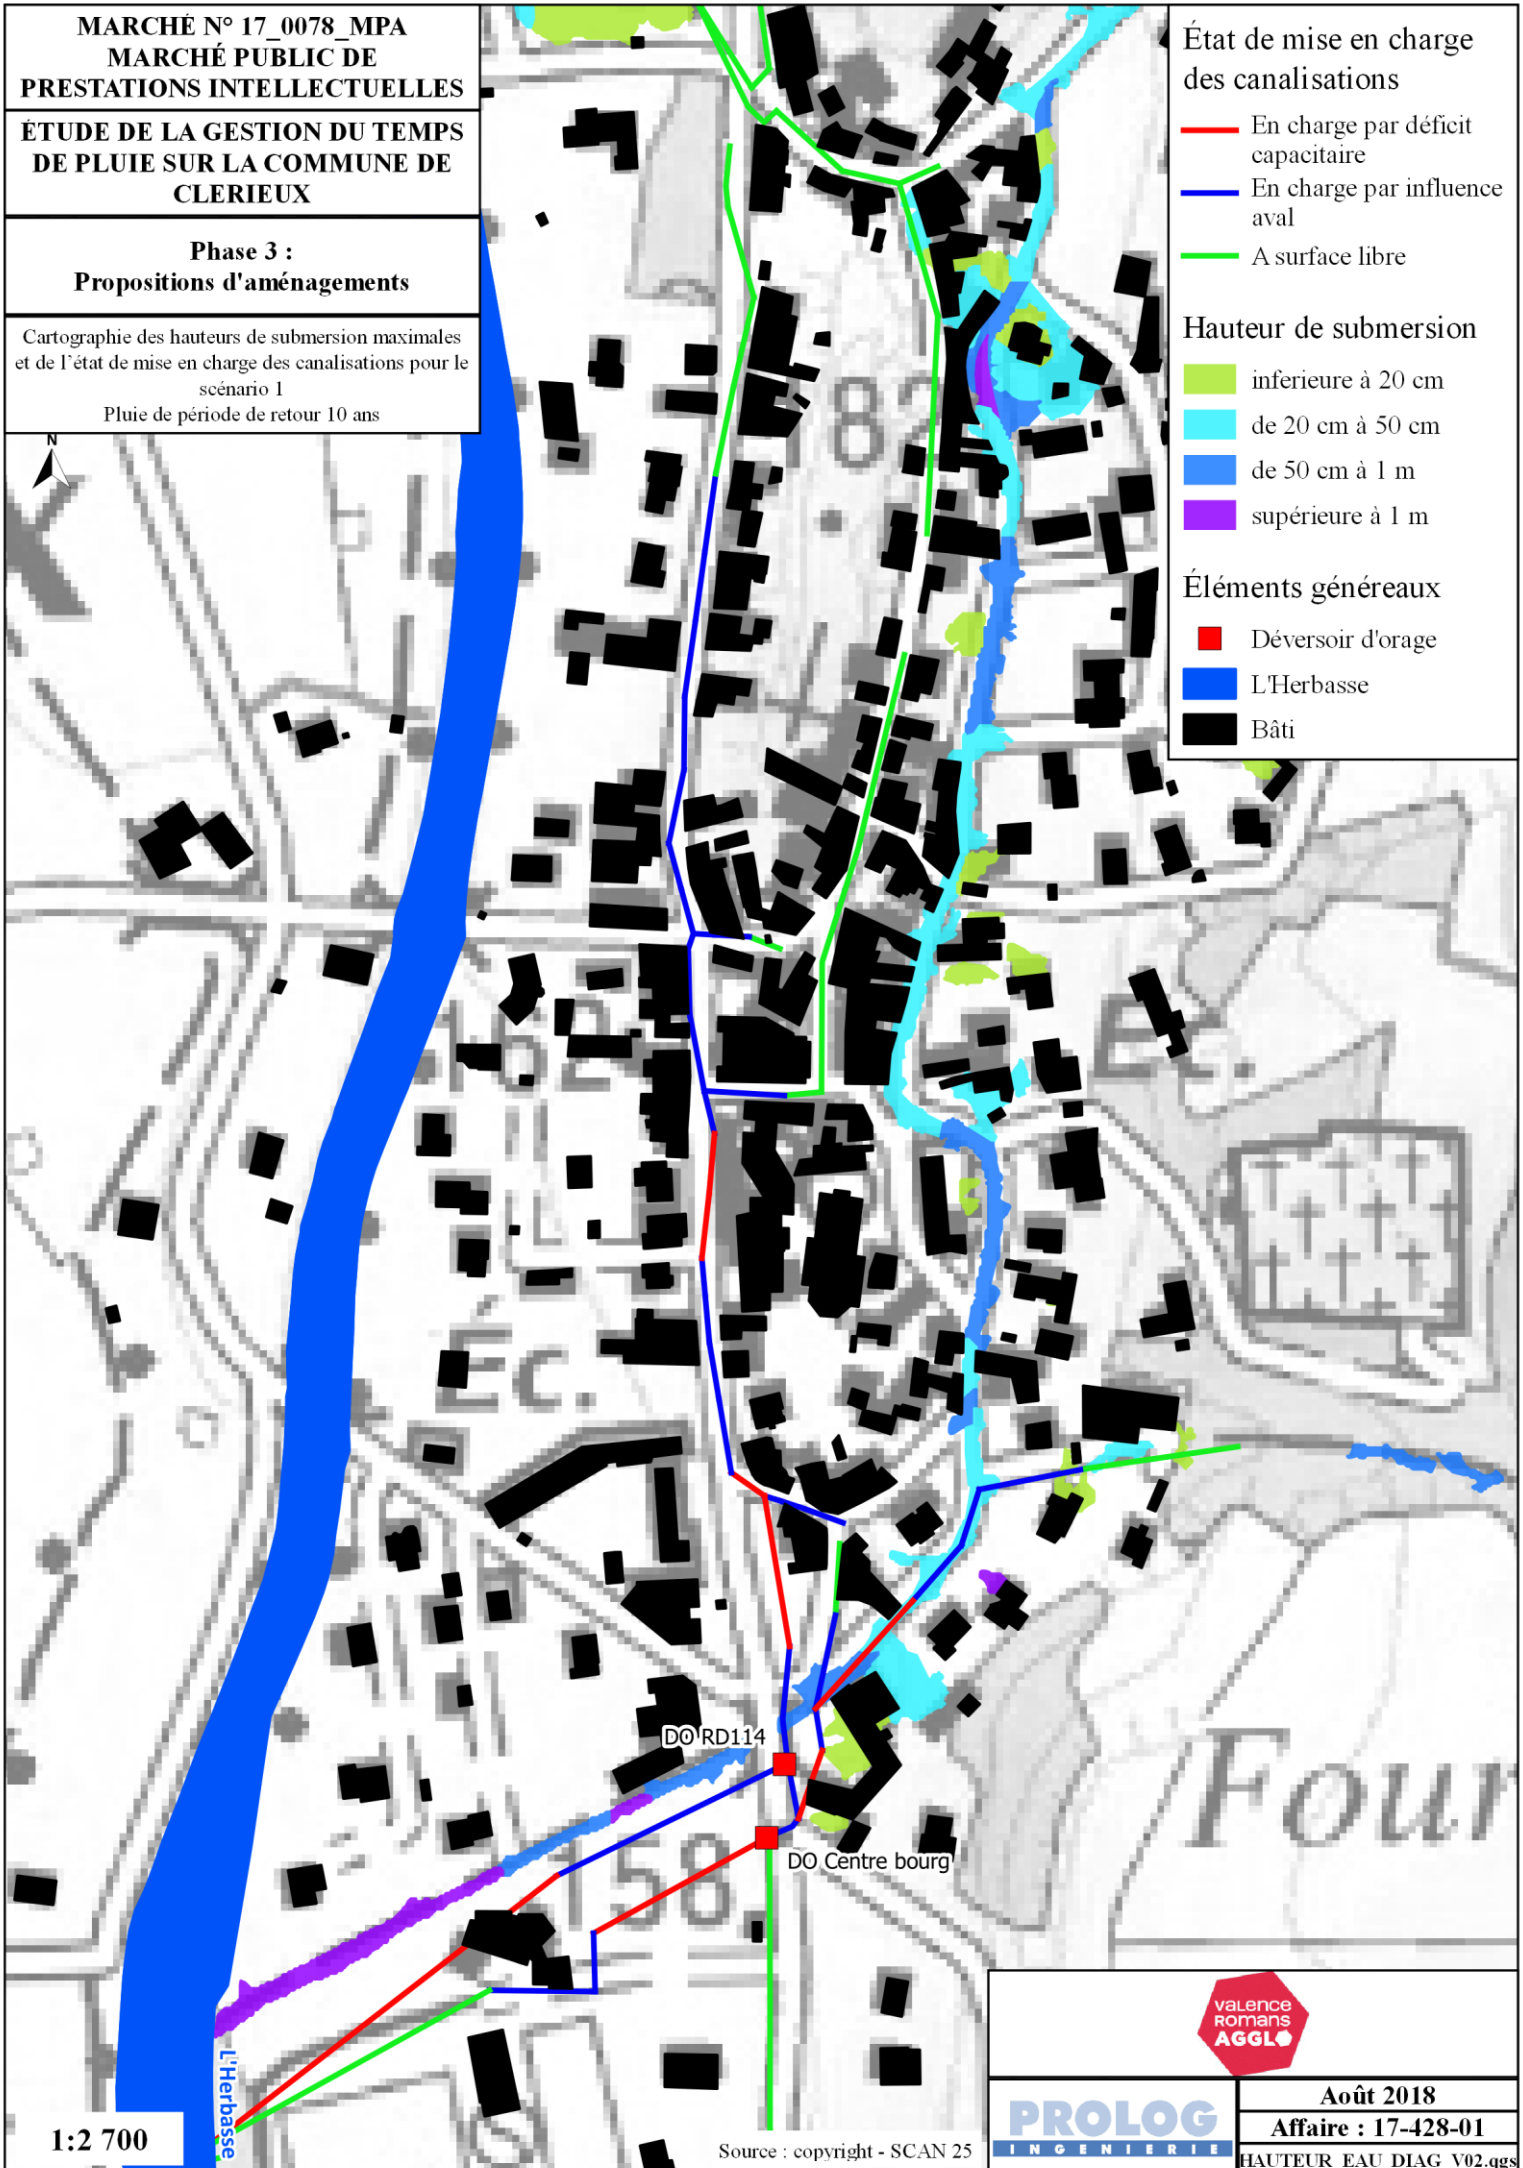 MARCHÉ N° 17_0078_MPA
MARCHÉ PUBLIC DE
PRESTATIONS INTELLECTUELLES
ÉTUDE DE LA GESTION DU TEMPS
DE PLUIE SUR LA COMMUNE DE
CLERIEUX
Phase 3 :
Propositions d'aménagements
Cartographie des hauteurs de submersion maximales
et de l'état de mise en charge des canalisations pour le
scénario 1
Pluie de période de retour 10 ans
N
État de mise en charge
des canalisations
En charge par déficit
capacitaire
En charge par influence
aval
A surface libre
Hauteur de submersion
inferieure à 20 cm
de 20 cm à 50 cm
de 50 cm à 1 m
supérieure à 1 m
Éléments généreaux
Déversoir d'orage
L'Herbasse
Bâti
Éc.
DO RD114
DO Centre bourg
158
Four
L'Herbasse
1:2 700
Source : copyright - SCAN 25
VALENCE
ROMANS
AGGLO
PROLOG
INGENIERIE
Août 2018
Affaire : 17-428-01
HAUTEUR_EAU_DIAG_V02.qgs